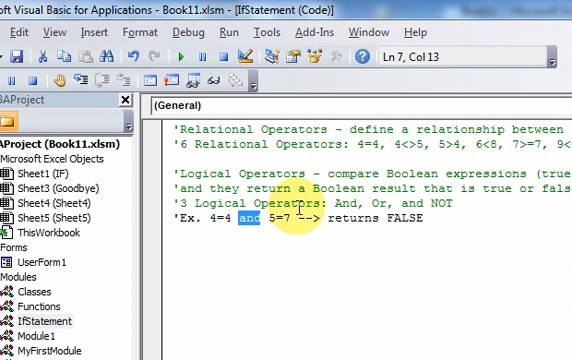 oft Visual Basic for Applications - Book11.xlsm - [IfStatement (Code)]
it View Insert Format Debug Run Tools Add-Ins Window Help
Ln 7, Col 13
BAProject
(General)
AProject (Book11.xlsm)
Microsoft Excel Objects
Sheet1 (IF)
Sheet3 (Goodbye)
Sheet4 (Sheet4)
Sheet5 (Sheet5)
ThisWorkbook
Forms
UserForm1
Modules
Classes
Functions
IfStatement
Module1
MyFirstModule
'Relational Operators - define a relationship between
'6 Relational Operators: 4=4, 4<>5, 5>4, 6<8, 7>=7, 9<
'Logical Operators - compare Boolean expressions (true
'and they return a Boolean result that is true or fals
'3 Logical Operators: And, Or, and NOT
'Ex. 4=4 and 5=7 --> returns FALSE